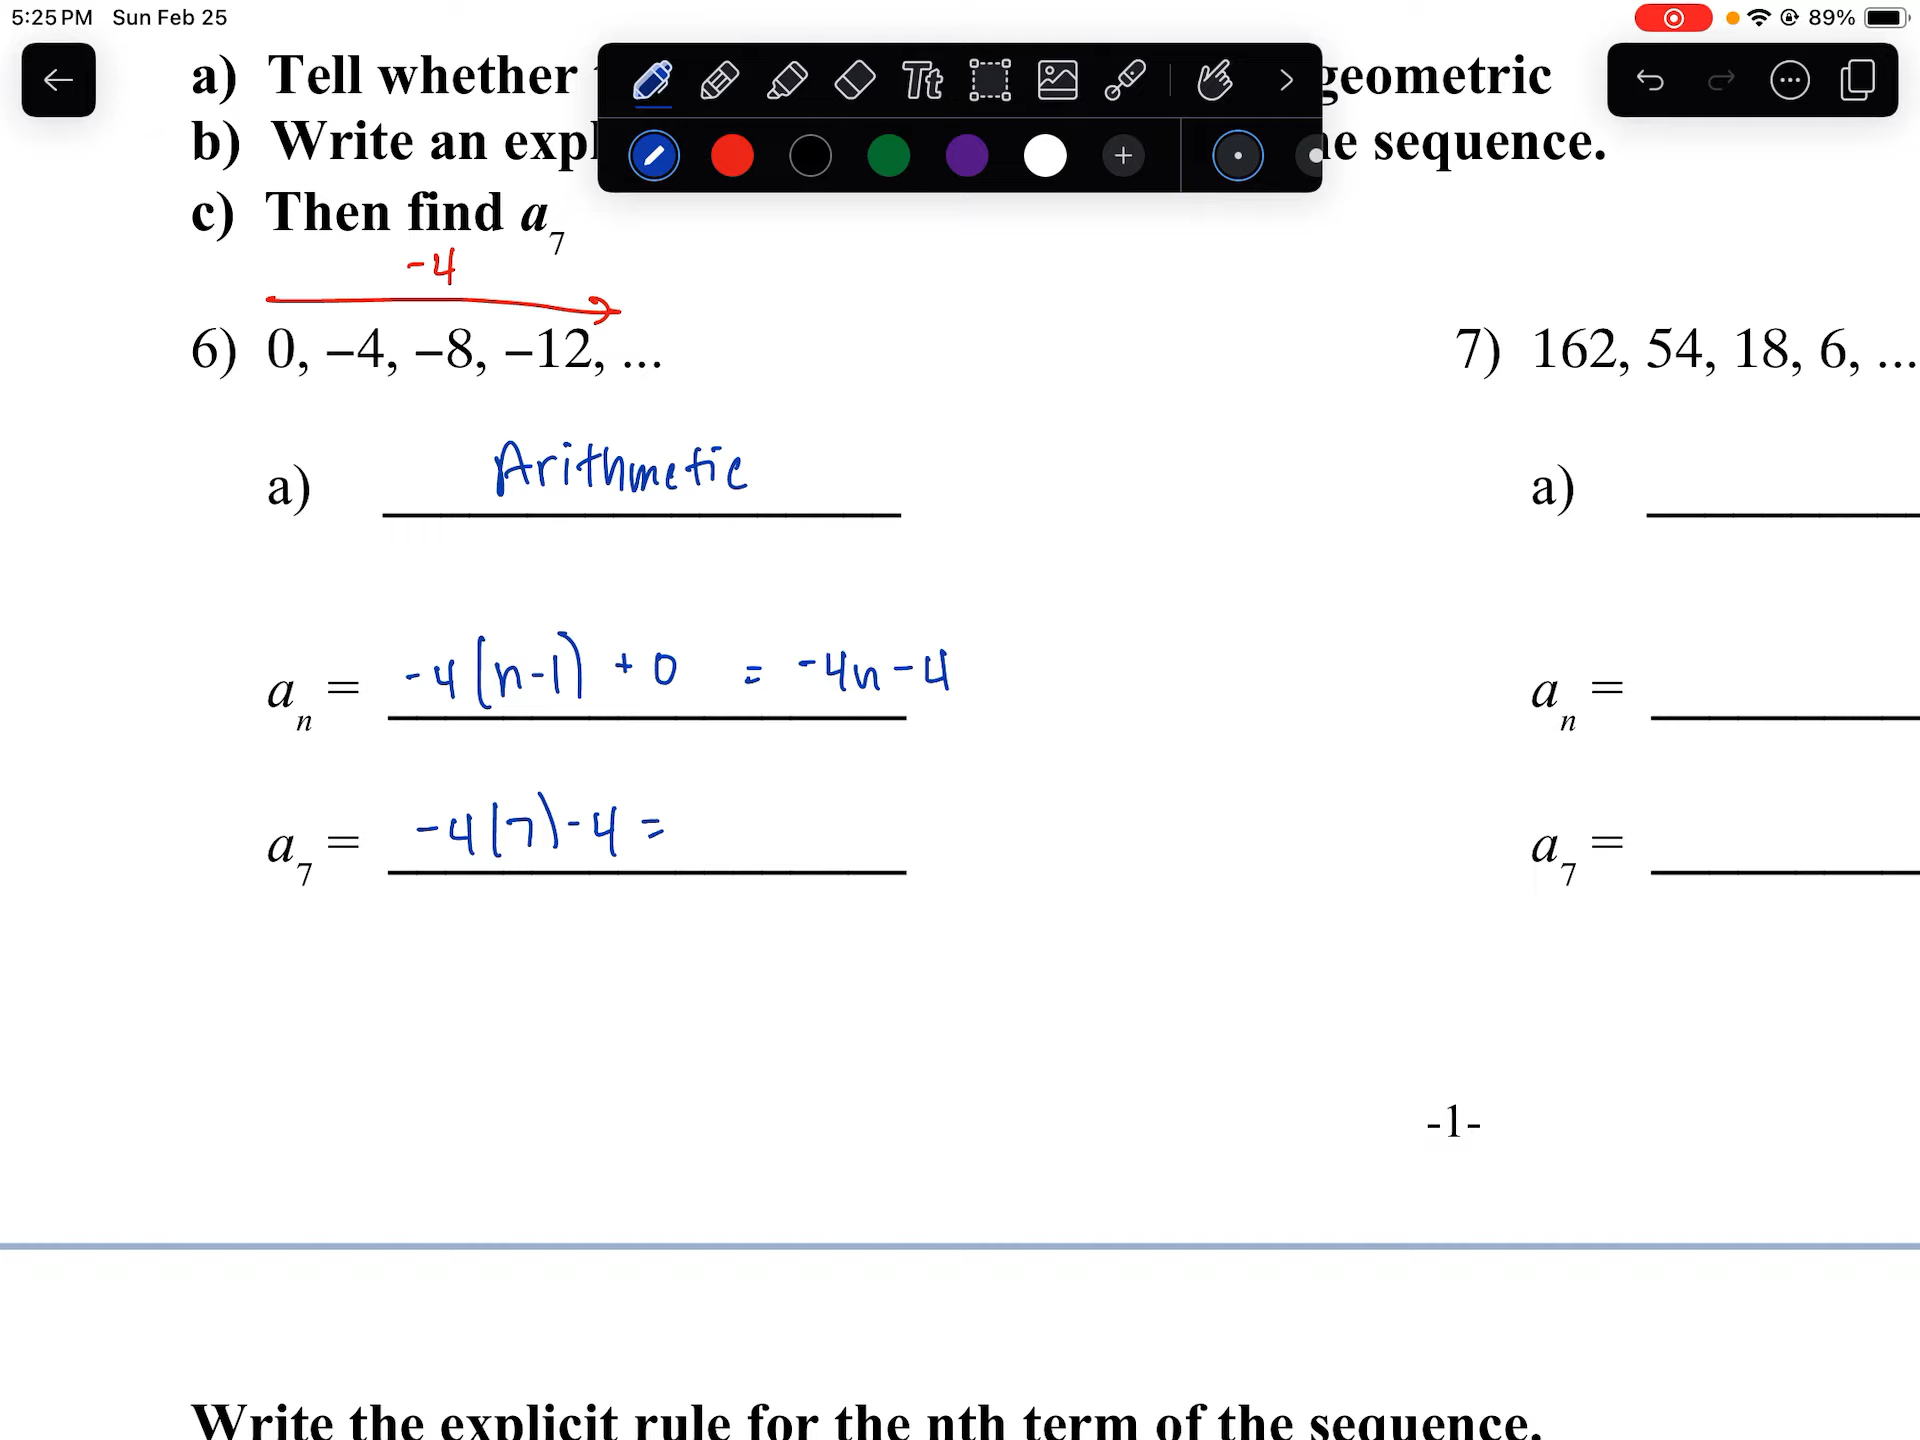 5:25 PM Sun Feb 25 89%
Tt
a) Tell whether geometric
b) Write an expl e sequence.
c) Then find a7
-4
6) 0, −4, −8, −12, ...
7) 162, 54, 18, 6, ...
a) Arithmetic
a)
an = -4(n-1) + 0 = -4n-4
an =
a7 = -4(7)-4=
a7 =
-1-
Write the explicit rule for the nth term of the sequence.